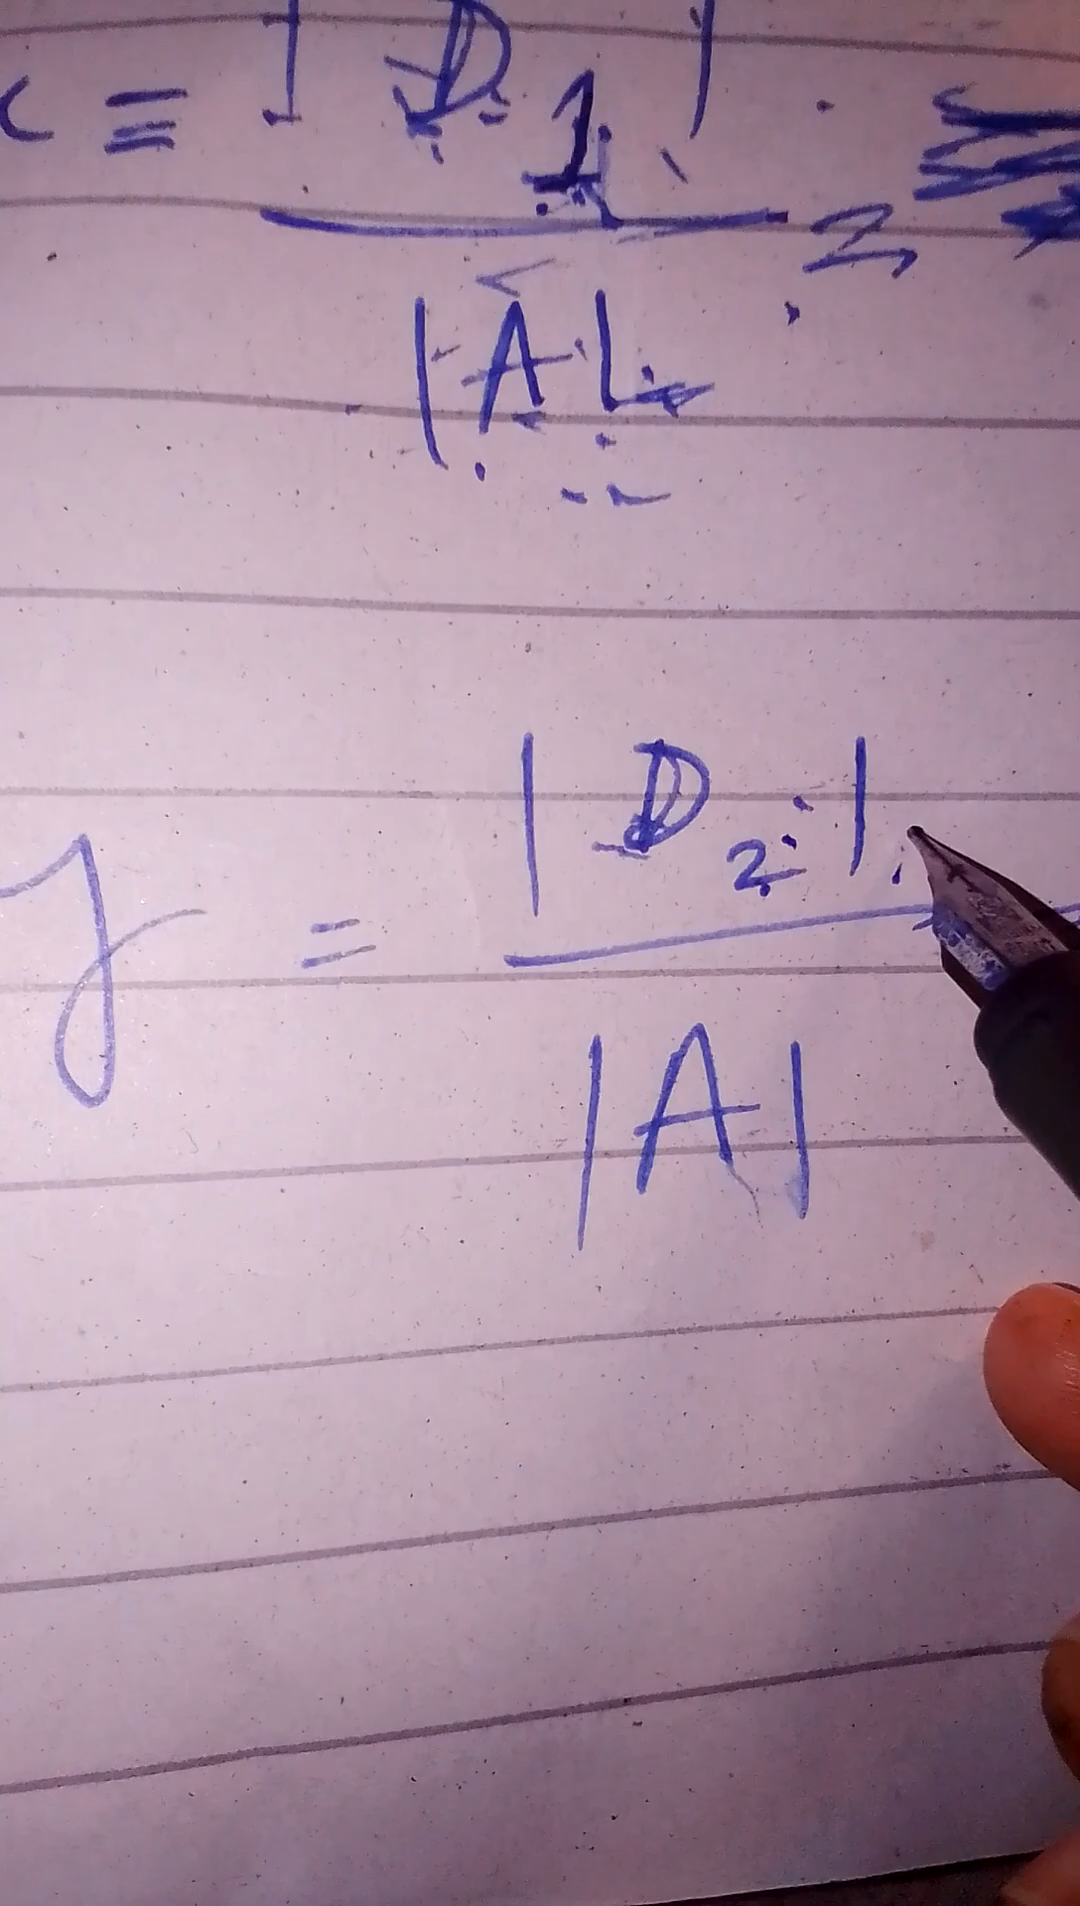 = |D1|
|A|
y = |D2|
|A|